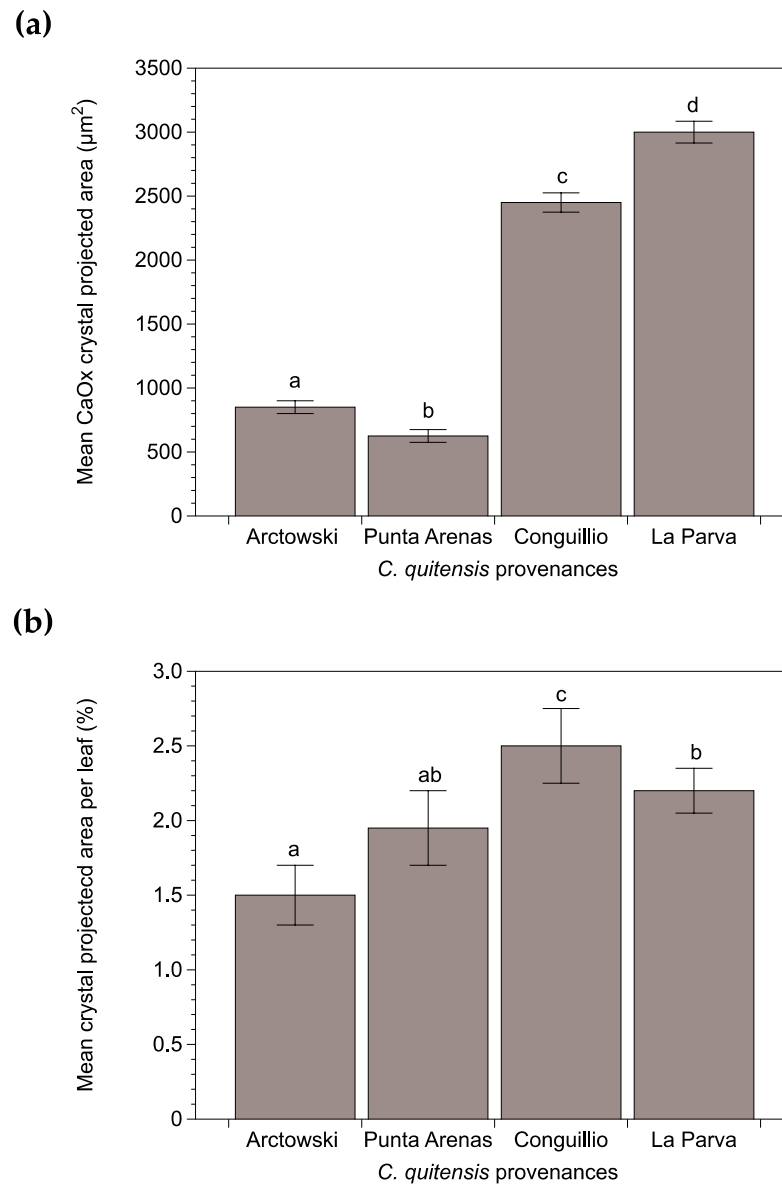 (a)
Mean CaOx crystal projected area (µm²)
3500
3000
2500
2000
1500
1000
500
0
a
b
c
d
Arctowski Punta Arenas Conguillio La Parva
C. quitensis provenances
(b)
Mean crystal projectecd area per leaf (%)
3.0
2.5
2.0
1.5
1.0
0.5
0
a
ab
c
b
Arctowski Punta Arenas Conguillio La Parva
C. quitensis provenances